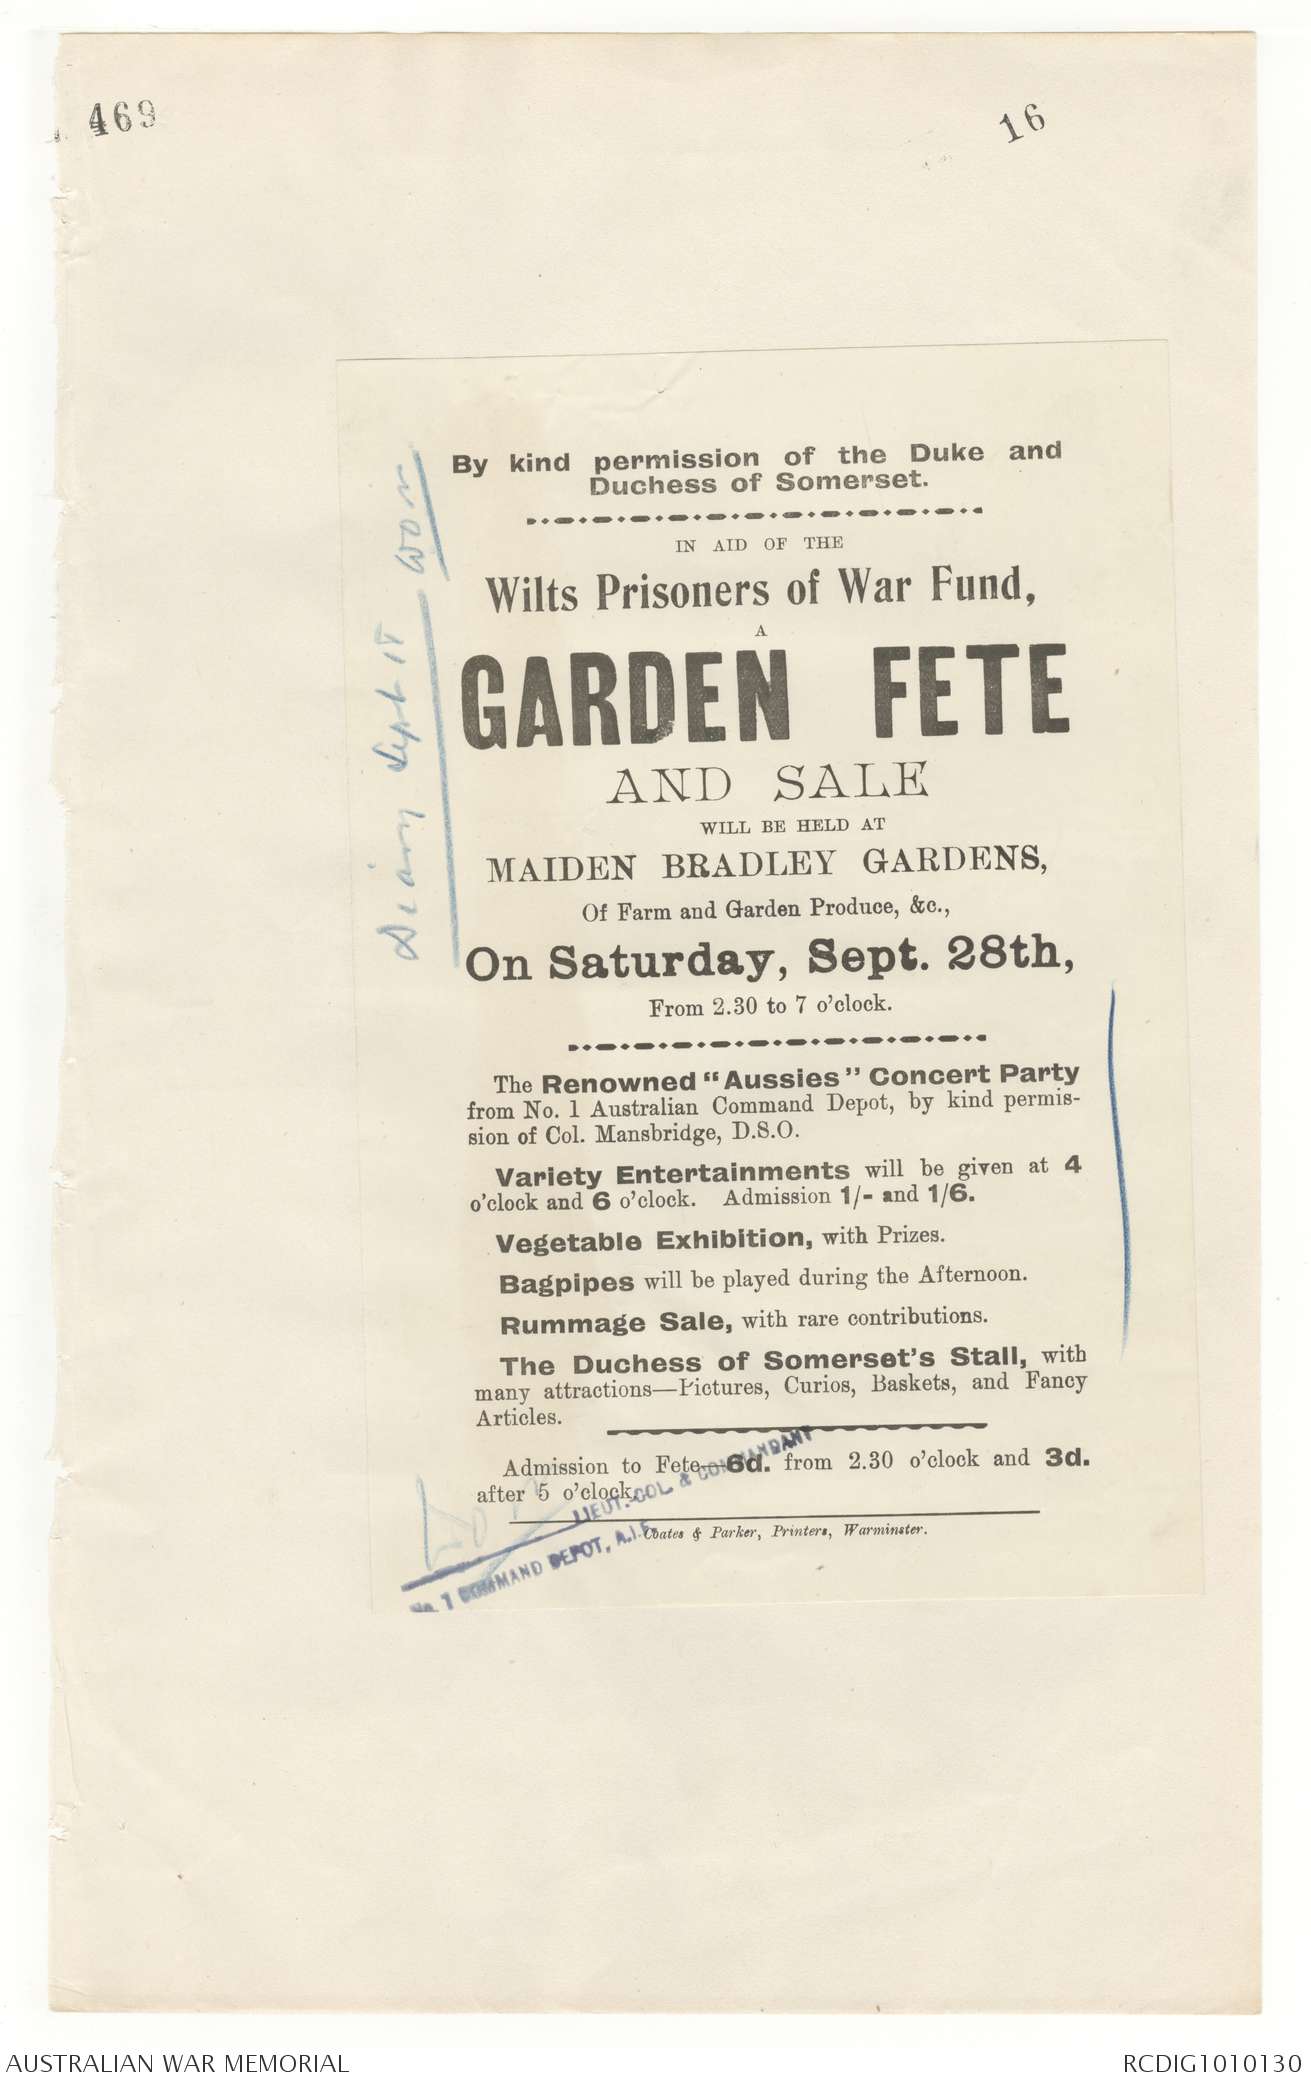 469
16
Diary Sept 18
By kind permission of the Duke and
Duchess of Somerset.
IN AID OF THE
Wilts Prisoners of War Fund,
A
GARDEN FETE
AND SALE
WILL BE HELD AT
MAIDEN BRADLEY GARDENS,
Of Farm and Garden Produce, &c.,
On Saturday, Sept. 28th,
From 2.30 to 7 o'clock.
The Renowned "Aussies" Concert Party
from No. 1 Australian Command Depot, by kind permis-
sion of Col. Mansbridge, D.S.O.
Variety Entertainments will be given at 4
o'clock and 6 o'clock. Admission 1/- and 1/6.
Vegetable Exhibition, with Prizes.
Bagpipes will be played during the Afternoon.
Rummage Sale, with rare contributions.
The Duchess of Somerset's Stall, with
many attractions—Pictures, Curios, Baskets, and Fancy
Articles.
Admission to Fete—6d. from 2.30 o'clock and 3d.
after 5 o'clock.
LIEUT.-COL. & COMMANDANT
No. 1 COMMAND DEPOT, A.I.F.
Coates & Parker, Printers, Warminster.
AUSTRALIAN WAR MEMORIAL
RCDIG1010130